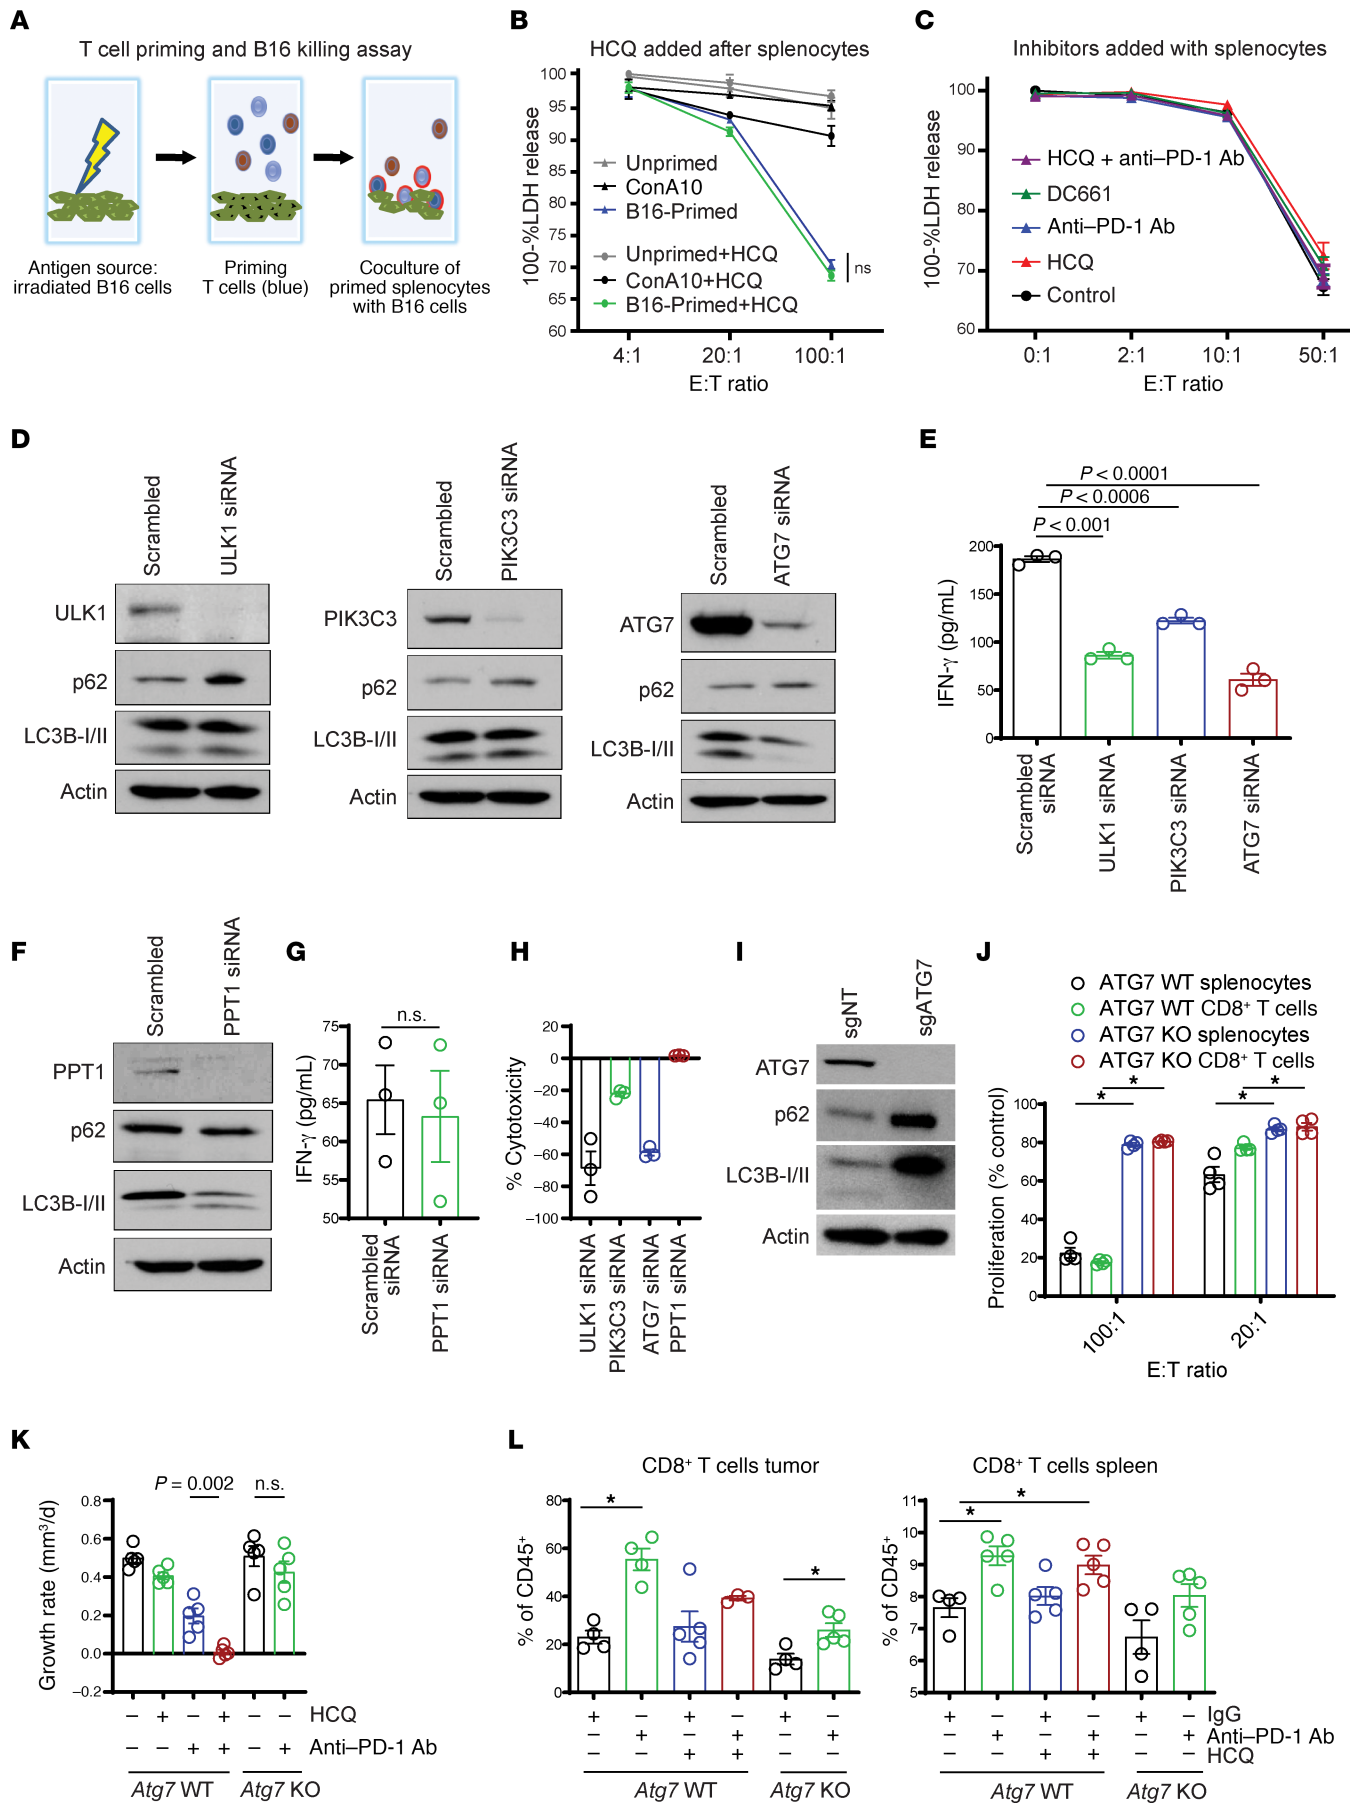 A
T cell priming and B16 killing assay
Antigen source:
irradiated B16 cells
Priming
T cells (blue)
Coculture of
primed splenocytes
with B16 cells
B
HCQ added after splenocytes
100-%LDH release
100
95
90
85
80
75
70
65
60
Unprimed
ConA10
B16-Primed
Unprimed+HCQ
ConA10+HCQ
B16-Primed+HCQ
ns
4:1 20:1 100:1
E:T ratio
C
Inhibitors added with splenocytes
100-%LDH release
100
90
80
70
60
HCQ + anti–PD-1 Ab
DC661
Anti–PD-1 Ab
HCQ
Control
0:1 2:1 10:1 50:1
E:T ratio
D
Scrambled
ULK1 siRNA
ULK1
p62
LC3B-I/II
Actin
Scrambled
PIK3C3 siRNA
PIK3C3
p62
LC3B-I/II
Actin
Scrambled
ATG7 siRNA
ATG7
p62
LC3B-I/II
Actin
E
P < 0.0001
P < 0.0006
P < 0.001
IFN-γ (pg/mL)
200
150
100
50
0
Scrambled
siRNA
ULK1 siRNA
PIK3C3 siRNA
ATG7 siRNA
F
Scrambled
PPT1 siRNA
PPT1
p62
LC3B-I/II
Actin
G
n.s.
IFN-γ (pg/mL)
75
70
65
60
55
50
Scrambled
siRNA
PPT1 siRNA
H
% Cytotoxicity
20
0
−20
−40
−60
−80
−100
ULK1 siRNA
PIK3C3 siRNA
ATG7 siRNA
PPT1 siRNA
I
sgNT
sgATG7
ATG7
p62
LC3B-I/II
Actin
J
ATG7 WT splenocytes
ATG7 WT CD8+ T cells
ATG7 KO splenocytes
ATG7 KO CD8+ T cells
* * * *
Proliferation (% control)
100
80
60
40
20
0
100:1 20:1
E:T ratio
K
P = 0.002 n.s.
Growth rate (mm3/d)
0.8
0.6
0.4
0.2
0.0
−0.2
− + − + − − HCQ
− − + + − + Anti–PD-1 Ab
Atg7 WT Atg7 KO
L
CD8+ T cells tumor
% of CD45+
80
60
40
20
0
* *
+ − + − + −
− + − + − +
− − + + − −
Atg7 WT Atg7 KO
CD8+ T cells spleen
% of CD45+
11
10
9
8
7
6
5
* *
+ − + − + − IgG
− + − + − + Anti–PD-1 Ab
− − + + − − HCQ
Atg7 WT Atg7 KO